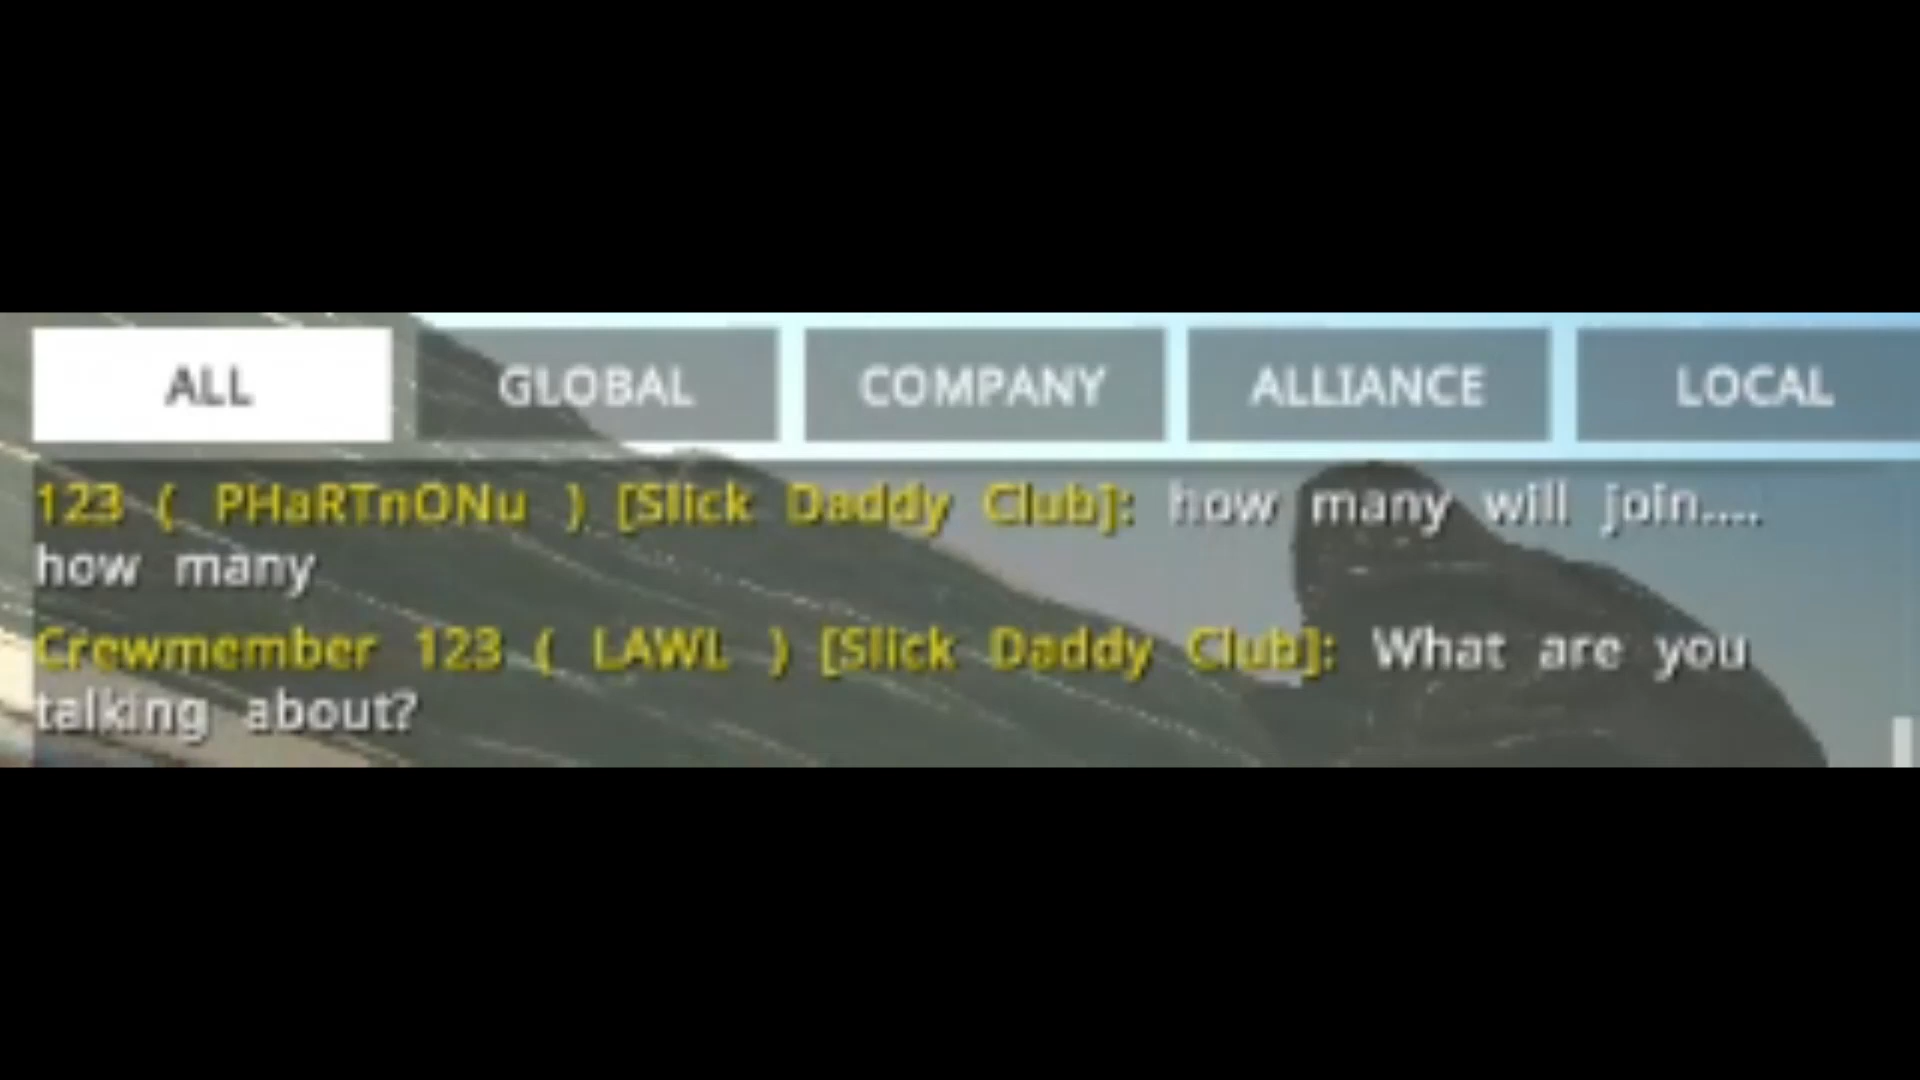 ALL GLOBAL COMPANY ALLIANCE LOCAL
123 ( PHaRTnONu ) [Slick Daddy Club]: how many will join....
how many
Crewmember 123 ( LAWL ) [Slick Daddy Club]: What are you
talking about?